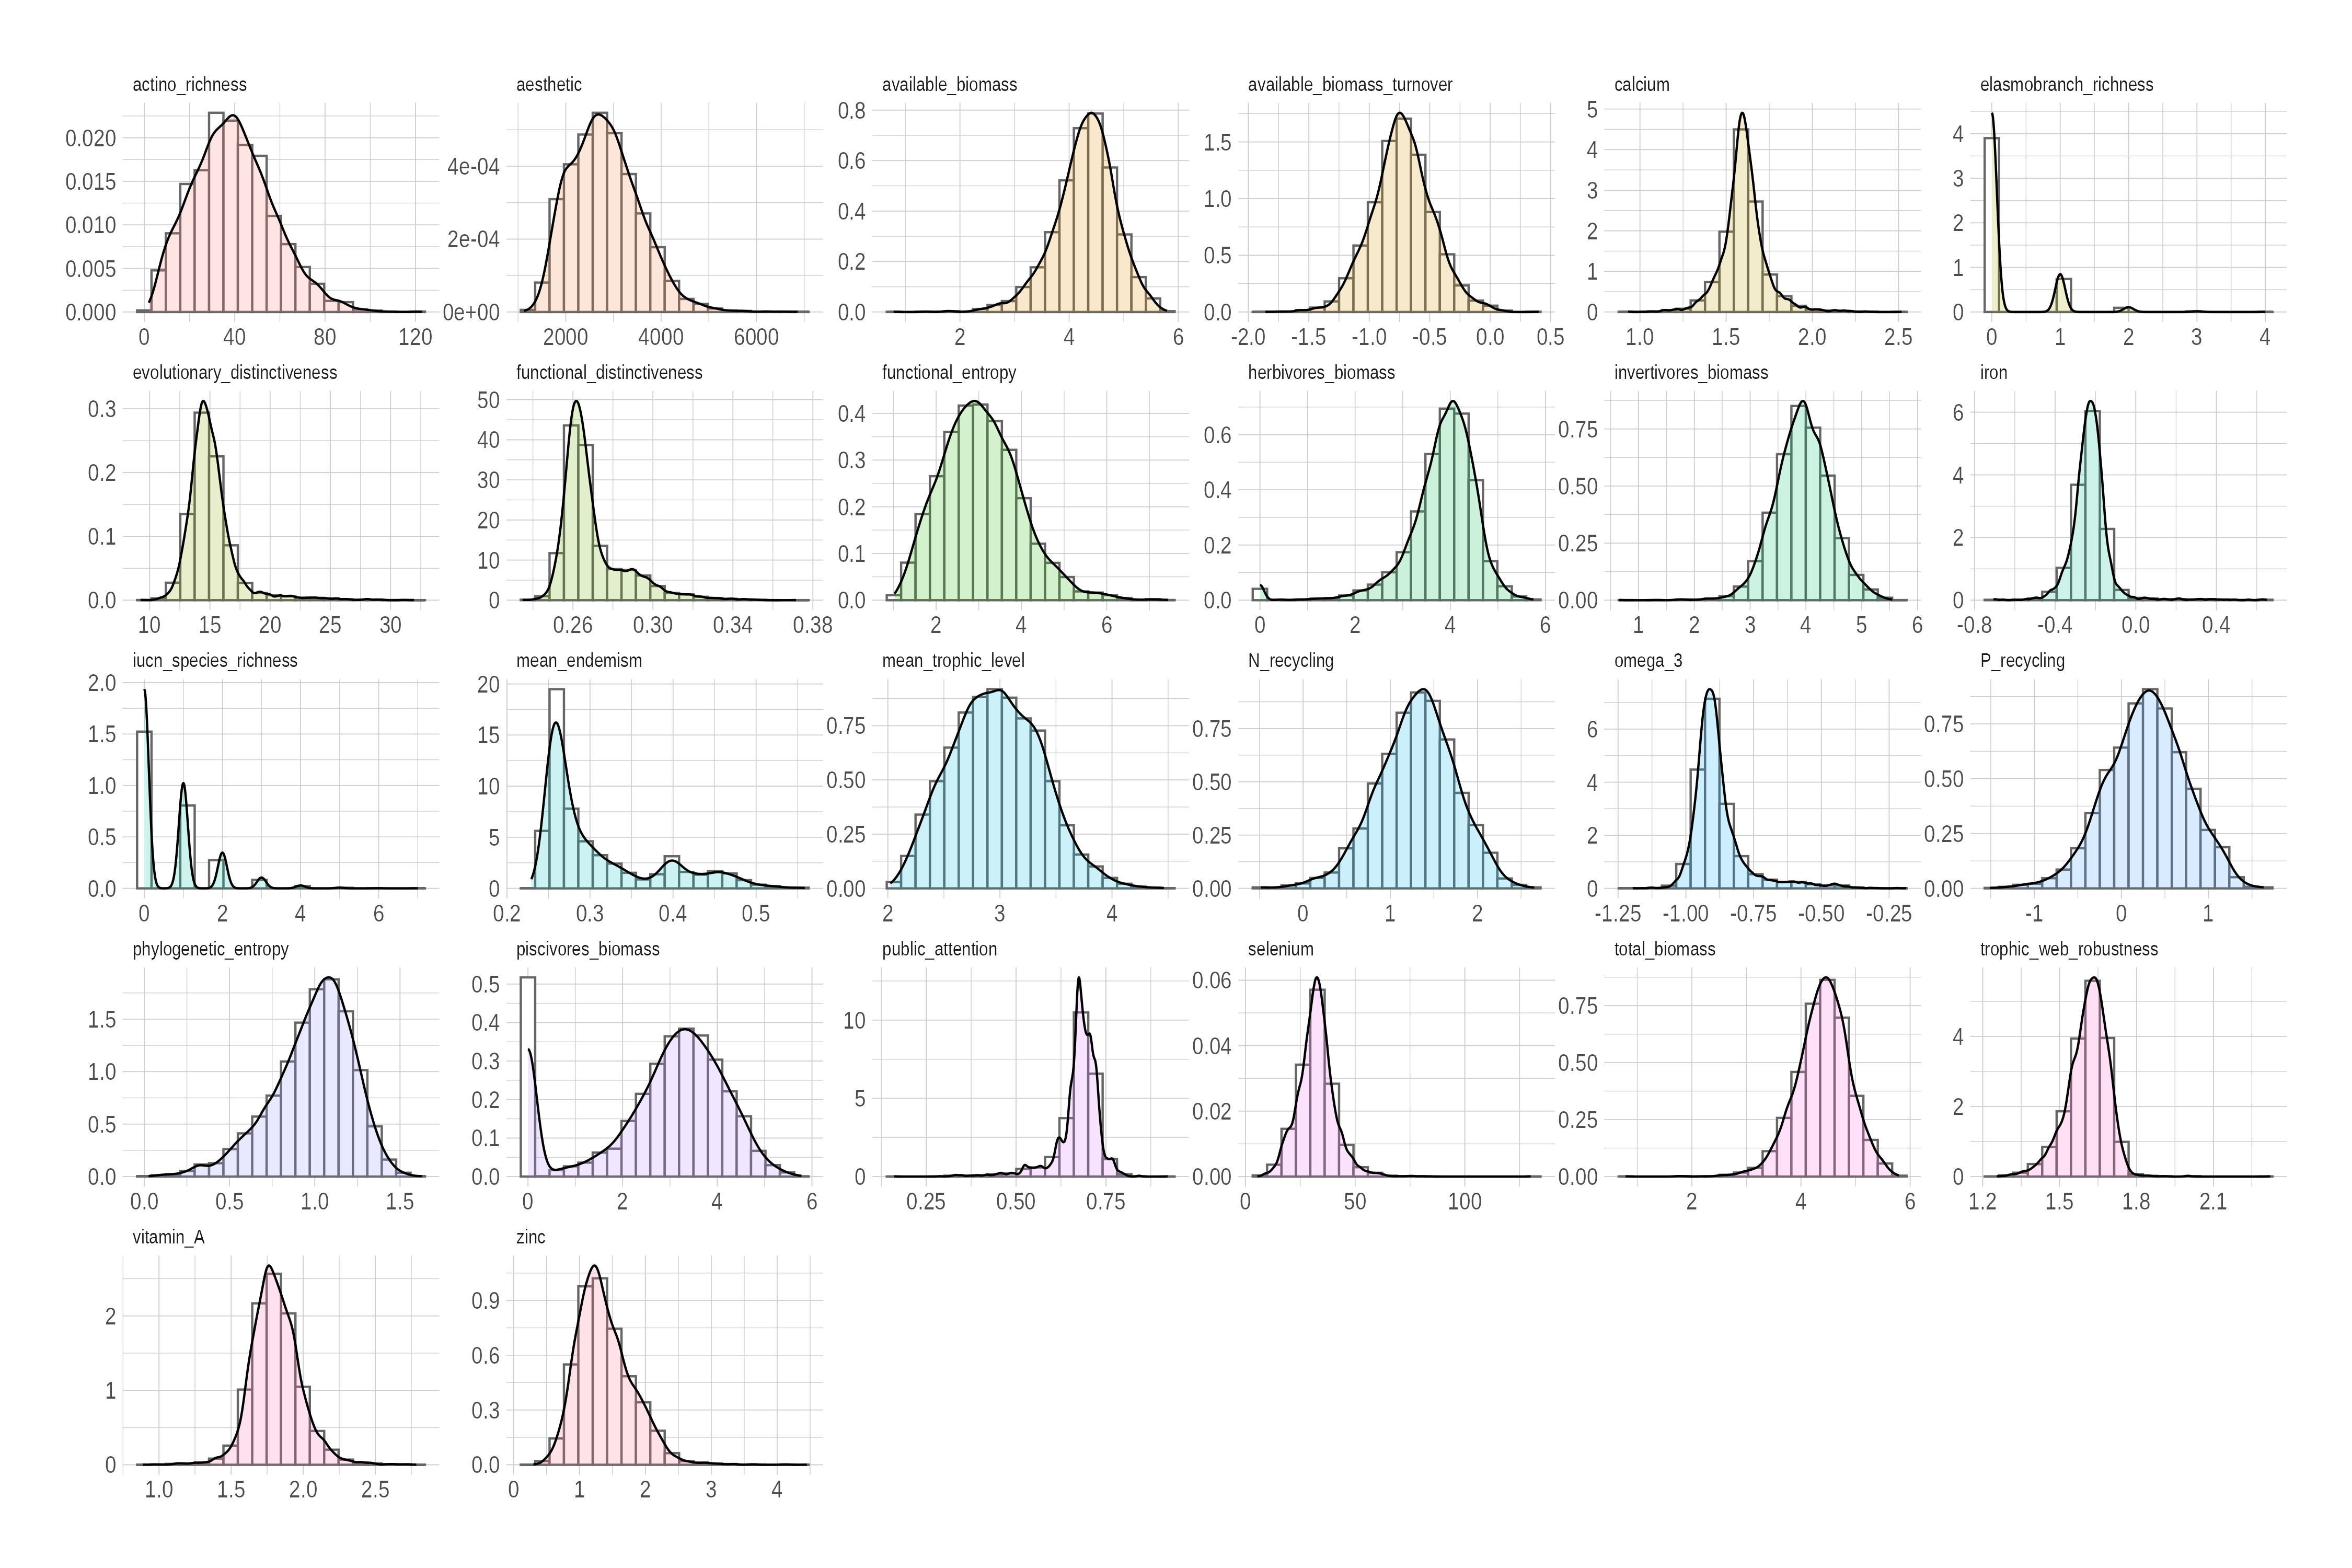 actino_richness aesthetic available_biomass available_biomass_turnover calcium elasmobranch_richness
0.020 0.015 0.010 0.005 0.000
4e-04 2e-04 0e+00
0.8 0.6 0.4 0.2 0.0
1.5 1.0 0.5 0.0
5 4 3 2 1 0
4 3 2 1 0
0 40 80 120
2000 4000 6000
2 4 6
-2.0 -1.5 -1.0 -0.5 0.0 0.5
1.0 1.5 2.0 2.5
0 1 2 3 4
evolutionary_distinctiveness functional_distinctiveness functional_entropy herbivores_biomass invertivores_biomass iron
0.3 0.2 0.1 0.0
50 40 30 20 10 0
0.4 0.3 0.2 0.1 0.0
0.6 0.4 0.2 0.0
0.75 0.50 0.25 0.00
6 4 2 0
10 15 20 25 30
0.26 0.30 0.34 0.38
2 4 6
0 2 4 6
1 2 3 4 5 6
-0.8 -0.4 0.0 0.4
iucn_species_richness mean_endemism mean_trophic_level N_recycling omega_3 P_recycling
2.0 1.5 1.0 0.5 0.0
20 15 10 5 0
0.75 0.50 0.25 0.00
0.75 0.50 0.25 0.00
6 4 2 0
0.75 0.50 0.25 0.00
0 2 4 6
0.2 0.3 0.4 0.5
2 3 4
0 1 2
-1.25 -1.00 -0.75 -0.50 -0.25
-1 0 1
phylogenetic_entropy piscivores_biomass public_attention selenium total_biomass trophic_web_robustness
1.5 1.0 0.5 0.0
0.5 0.4 0.3 0.2 0.1 0.0
10 5 0
0.06 0.04 0.02 0.00
0.75 0.50 0.25 0.00
4 2 0
0.0 0.5 1.0 1.5
0 2 4 6
0.25 0.50 0.75
0 50 100
2 4 6
1.2 1.5 1.8 2.1
vitamin_A zinc
2 1 0
0.9 0.6 0.3 0.0
1.0 1.5 2.0 2.5
0 1 2 3 4